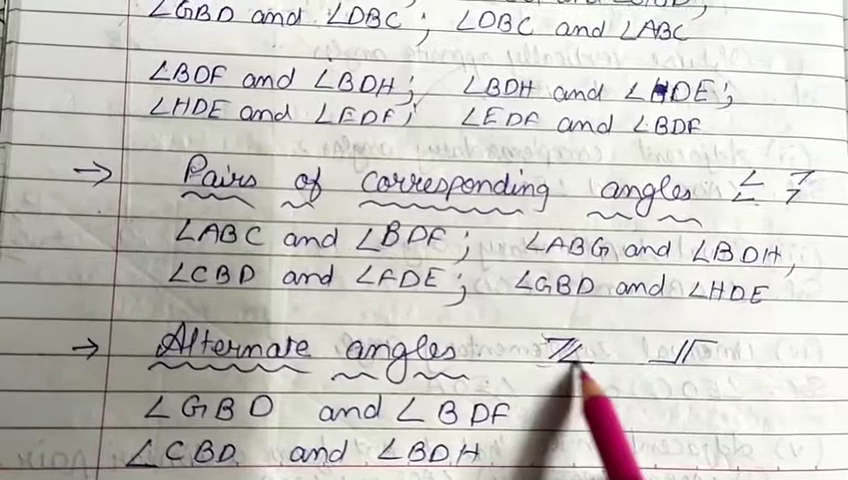 ∠GBD and ∠DBC; ∠DBC and ∠ABC
∠BDF and ∠BDH; ∠BDH and ∠HDE;
∠HDE and ∠EDF; ∠EDF and ∠BDF
→ Pairs of corresponding angles
∠ABC and ∠BDF; ∠ABG and ∠BDH,
∠CBD and ∠FDE; ∠GBD and ∠HDE
→ Alternate angles
∠GBD and ∠BDF
∠CBD and ∠BDH